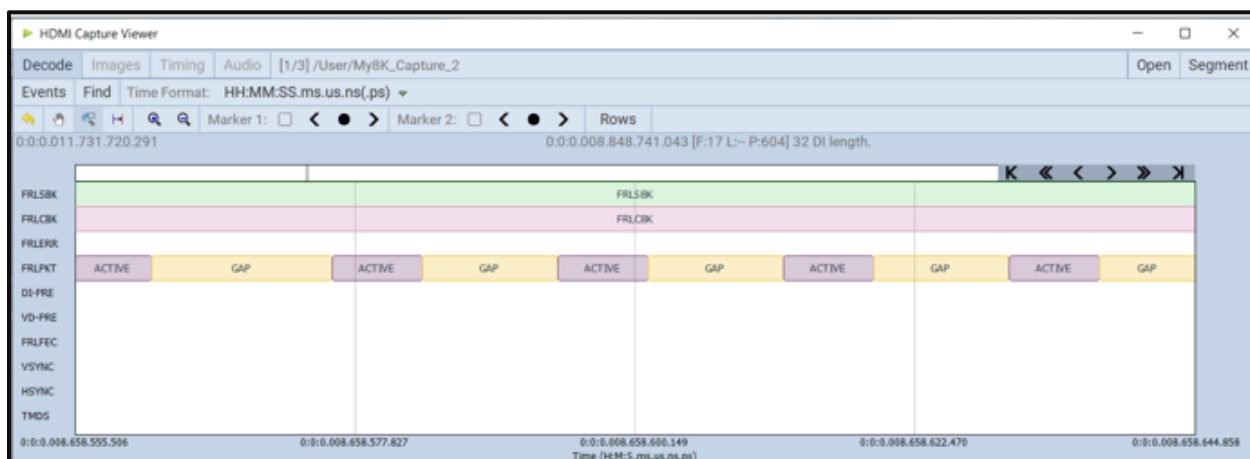 HDMI Capture Viewer
Decode Images Timing Audio [1/3] /User/My8K_Capture_2 Open Segment
Events Find Time Format: HH:MM:SS.ms.us.ns(.ps)
Marker 1: Marker 2: Rows
0:0:0.011.731.720.291 0:0:0.008.848.741.043 [F:17 L:-- P:604] 32 DI length.
FRLSBK FRLSBK
FRLCBK FRLCBK
FRLERR
FRLPKT ACTIVE GAP ACTIVE GAP ACTIVE GAP ACTIVE GAP ACTIVE GAP
DI-PRE
VD-PRE
FRLFEC
VSYNC
HSYNC
TMDS
0:0:0.008.658.555.506 0:0:0.008.658.577.827 0:0:0.008.658.600.149 0:0:0.008.658.622.470 0:0:0.008.658.644.858
Time (H:M:S.ms.us.ns.ps)